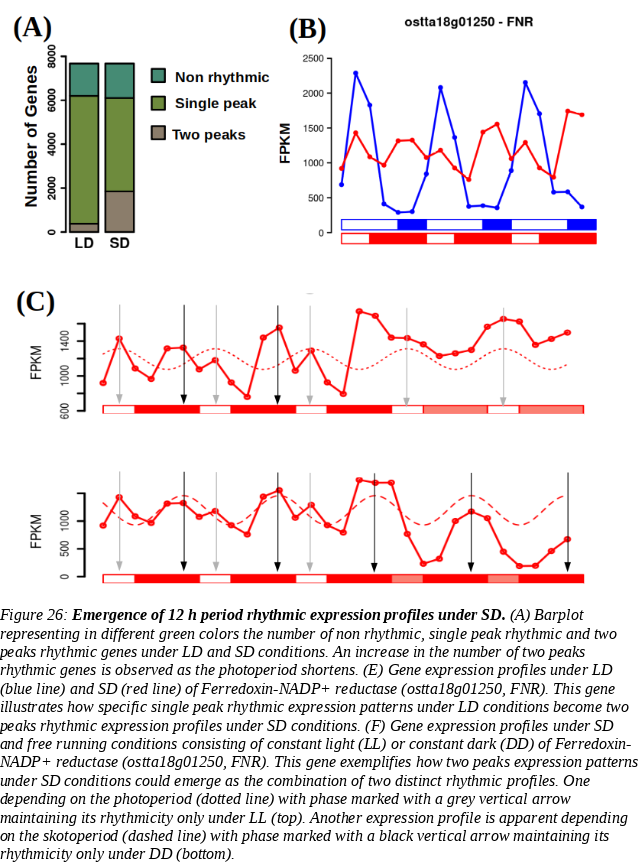 (A)
8000
6000
4000
2000
0
Number of Genes
LD SD
Non rhythmic
Single peak
Two peaks
(B)
ostta18g01250 - FNR
2500
2000
1500
1000
500
0
FPKM
(C)
1400
1000
600
FPKM
1000
500
0
FPKM
Figure 26: Emergence of 12 h period rhythmic expression profiles under SD. (A) Barplot
representing in different green colors the number of non rhythmic, single peak rhythmic and two
peaks rhythmic genes under LD and SD conditions. An increase in the number of two peaks
rhythmic genes is observed as the photoperiod shortens. (E) Gene expression profiles under LD
(blue line) and SD (red line) of Ferredoxin-NADP+ reductase (ostta18g01250, FNR). This gene
illustrates how specific single peak rhythmic expression patterns under LD conditions become two
peaks rhythmic expression profiles under SD conditions. (F) Gene expression profiles under SD
and free running conditions consisting of constant light (LL) or constant dark (DD) of Ferredoxin-
NADP+ reductase (ostta18g01250, FNR). This gene exemplifies how two peaks expression patterns
under SD conditions could emerge as the combination of two distinct rhythmic profiles. One
depending on the photoperiod (dotted line) with phase marked with a grey vertical arrow
maintaining its rhythmicity only under LL (top). Another expression profile is apparent depending
on the skotoperiod (dashed line) with phase marked with a black vertical arrow maintaining its
rhythmicity only under DD (bottom).